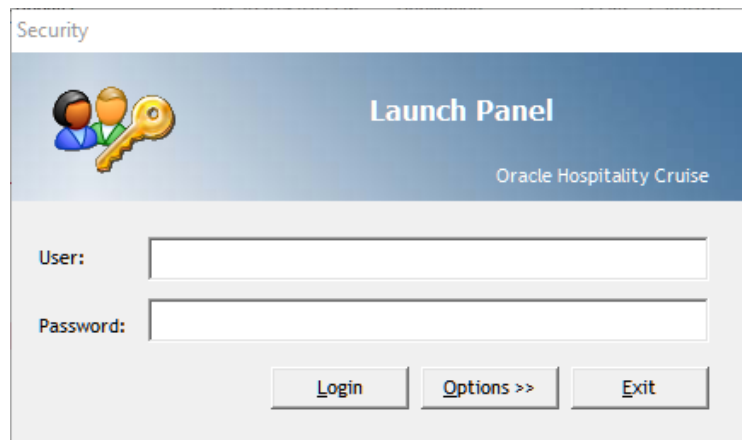 Security
Launch Panel
Oracle Hospitality Cruise
User:
Password:
Login Options >> Exit